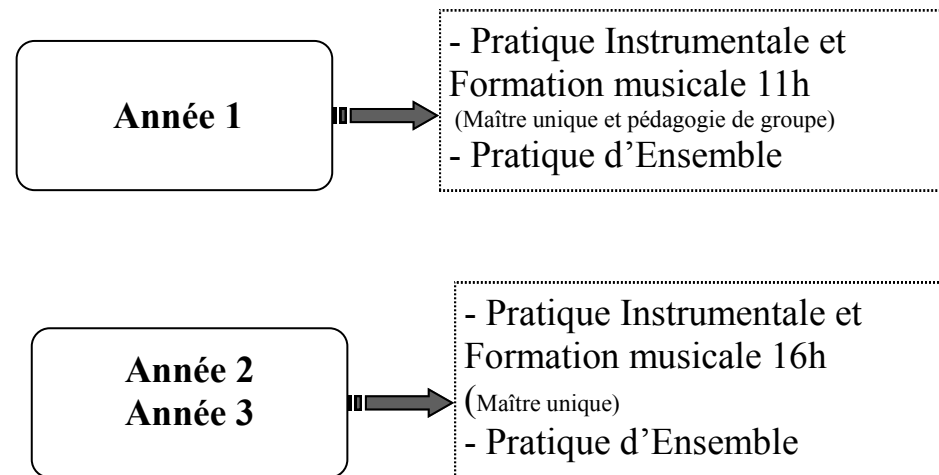 Année 1
- Pratique Instrumentale et
Formation musicale 11h
(Maître unique et pédagogie de groupe)
- Pratique d’Ensemble
Année 2
Année 3
- Pratique Instrumentale et
Formation musicale 16h
(Maître unique)
- Pratique d’Ensemble